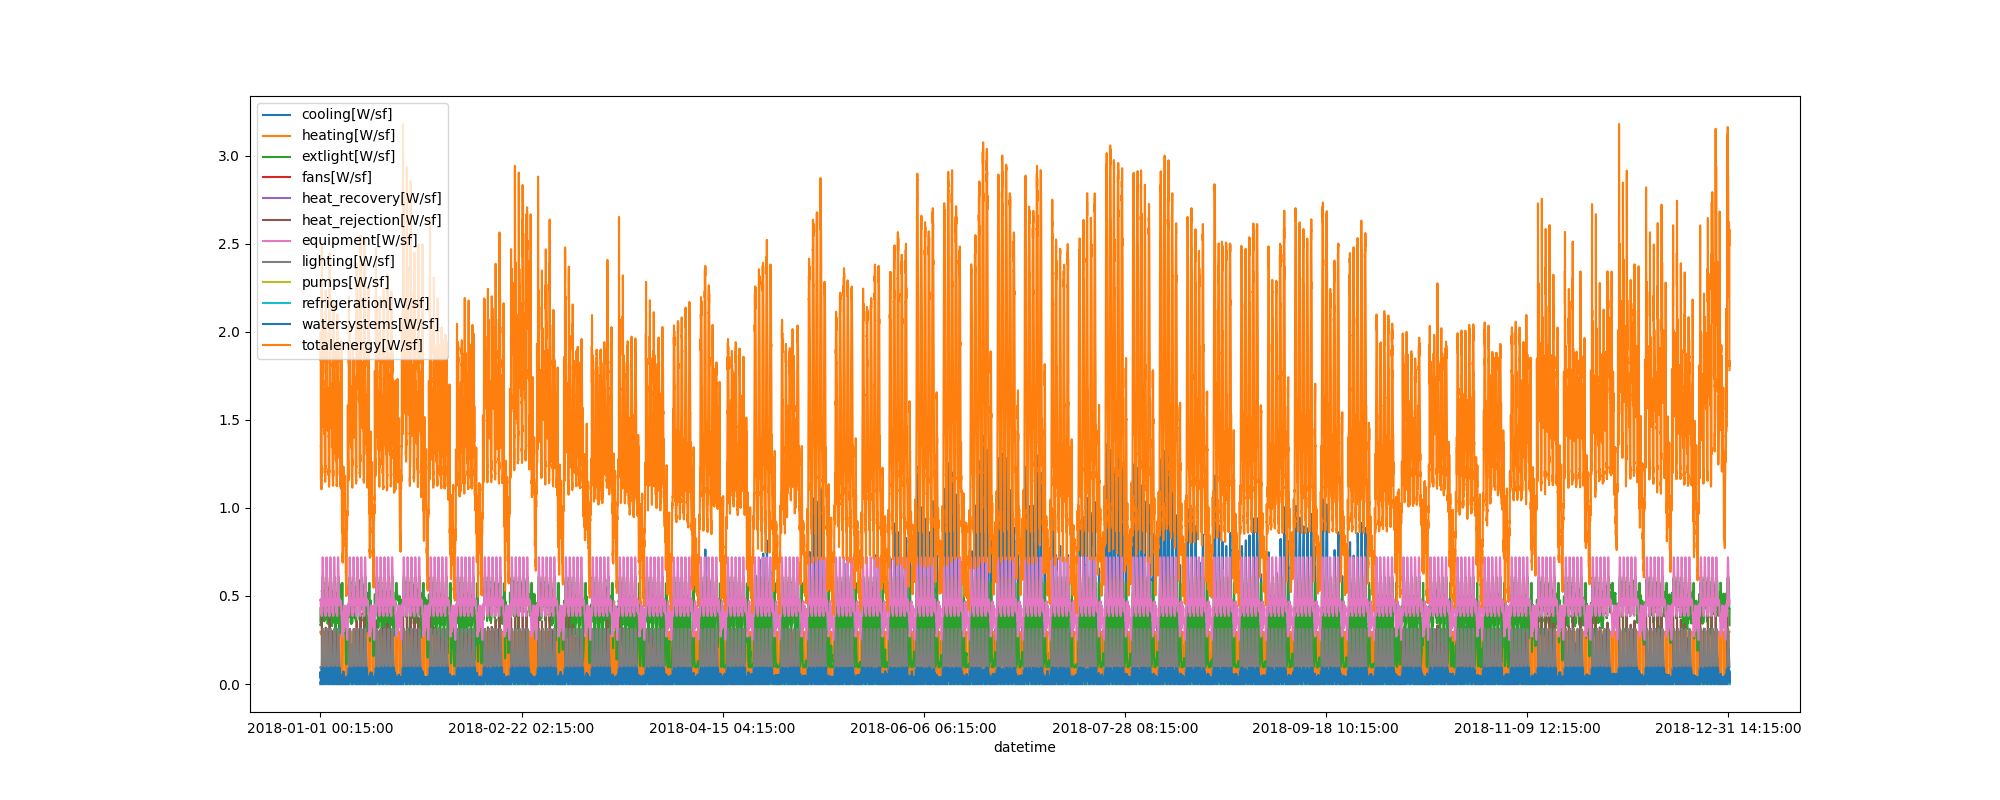 cooling[W/sf]
heating[W/sf]
extlight[W/sf]
fans[W/sf]
heat_recovery[W/sf]
heat_rejection[W/sf]
equipment[W/sf]
lighting[W/sf]
pumps[W/sf]
refrigeration[W/sf]
watersystems[W/sf]
totalenergy[W/sf]
3.0
2.5
2.0
1.5
1.0
0.5
0.0
2018-01-01 00:15:00 2018-02-22 02:15:00 2018-04-15 04:15:00 2018-06-06 06:15:00 2018-07-28 08:15:00 2018-09-18 10:15:00 2018-11-09 12:15:00 2018-12-31 14:15:00
datetime